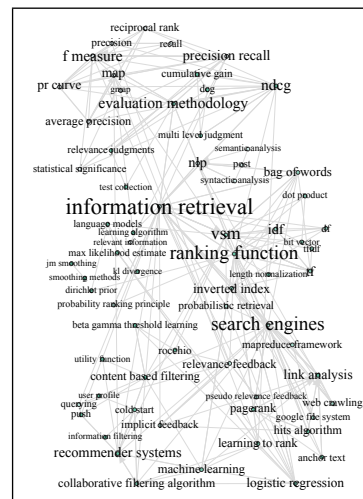 reciprocal rank
precision
recall
f measure
precision recall
map
cumulative gain
pr curve
ndcg
group
dcg
evaluation methodology
average precision
multi level judgment
relevance judgments
semantic analysis
nlp
post
statistical significance
bag of words
syntactic analysis
test collection
dot product
information retrieval
language models
df
idf
learning algorithm
vsm
relevant information
bit vector
max likelihood estimate
ranking function
jm smoothing
kl divergence
tf
smoothing methods
length normalization
dirichlet prior
inverted index
probability ranking principle
probabilistic retrieval
beta gamma threshold learning
search engines
mapreduce framework
rocchio
utility function
relevance feedback
link analysis
content based filtering
user profile
pseudo relevance feedback
querying
web crawling
cold start
pagerank
push
google file system
implicit feedback
hits algorithm
information filtering
learning to rank
recommender systems
anchor text
machine learning
collaborative filtering algorithm
logistic regression